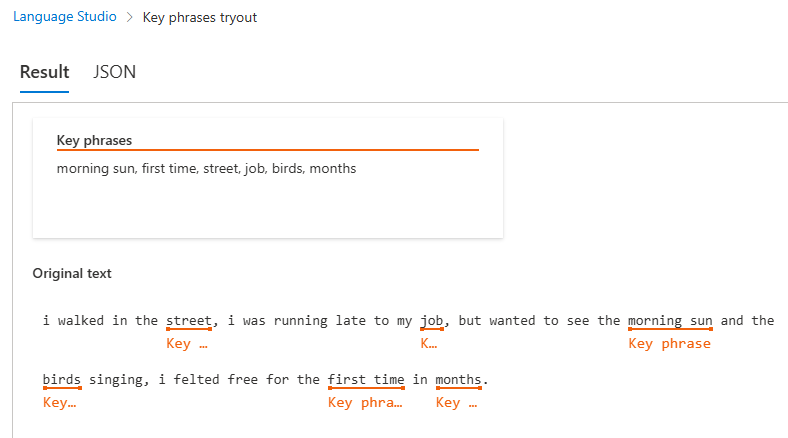 Language Studio > Key phrases tryout
Result JSON
Key phrases
morning sun, first time, street, job, birds, months
Original text
i walked in the street, i was running late to my job, but wanted to see the morning sun and the
Key … K… Key phrase
birds singing, i felted free for the first time in months.
Key… Key phra… Key …